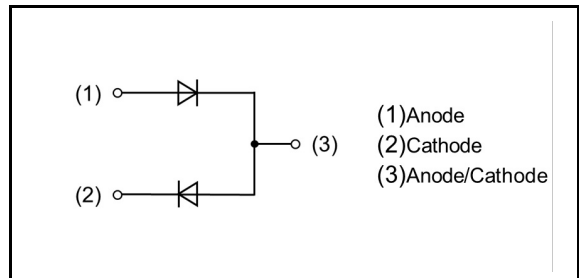 (1)
(3)
(2)
(1)Anode
(2)Cathode
(3)Anode/Cathode